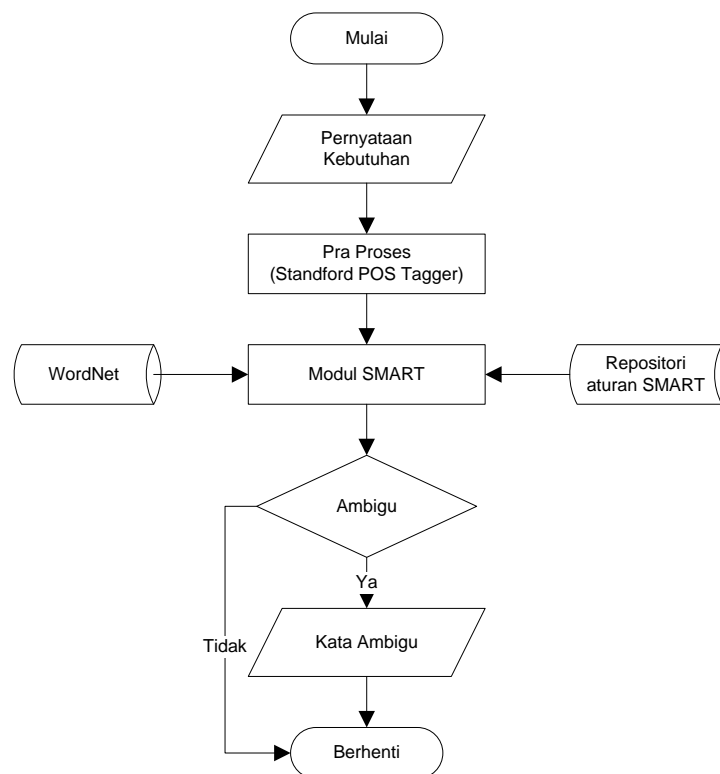 Mulai
Pernyataan
Kebutuhan
Pra Proses
(Standford POS Tagger)
WordNet
Modul SMART
Repositori
aturan SMART
Ambigu
Ya
Tidak
Kata Ambigu
Berhenti